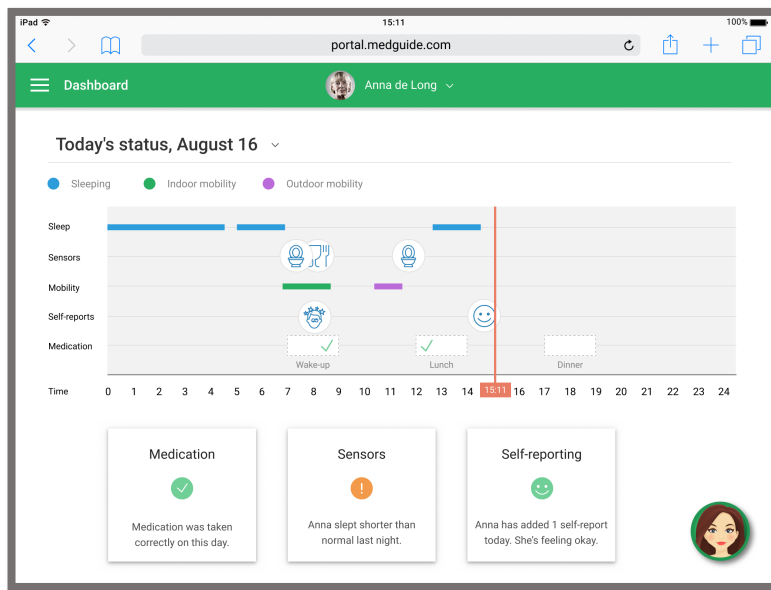 iPad 15:11 100%
portal.medguide.com
Dashboard Anna de Long
Today's status, August 16
Sleeping Indoor mobility Outdoor mobility
Sleep
Sensors
Mobility
Self-reports
Medication
Wake-up Lunch Dinner
Time 0 1 2 3 4 5 6 7 8 9 10 11 12 13 14 15:11 16 17 18 19 20 21 22 23 24
Medication
Medication was taken
correctly on this day.
Sensors
!
Anna slept shorter than
normal last night.
Self-reporting
Anna has added 1 self-report
today. She's feeling okay.